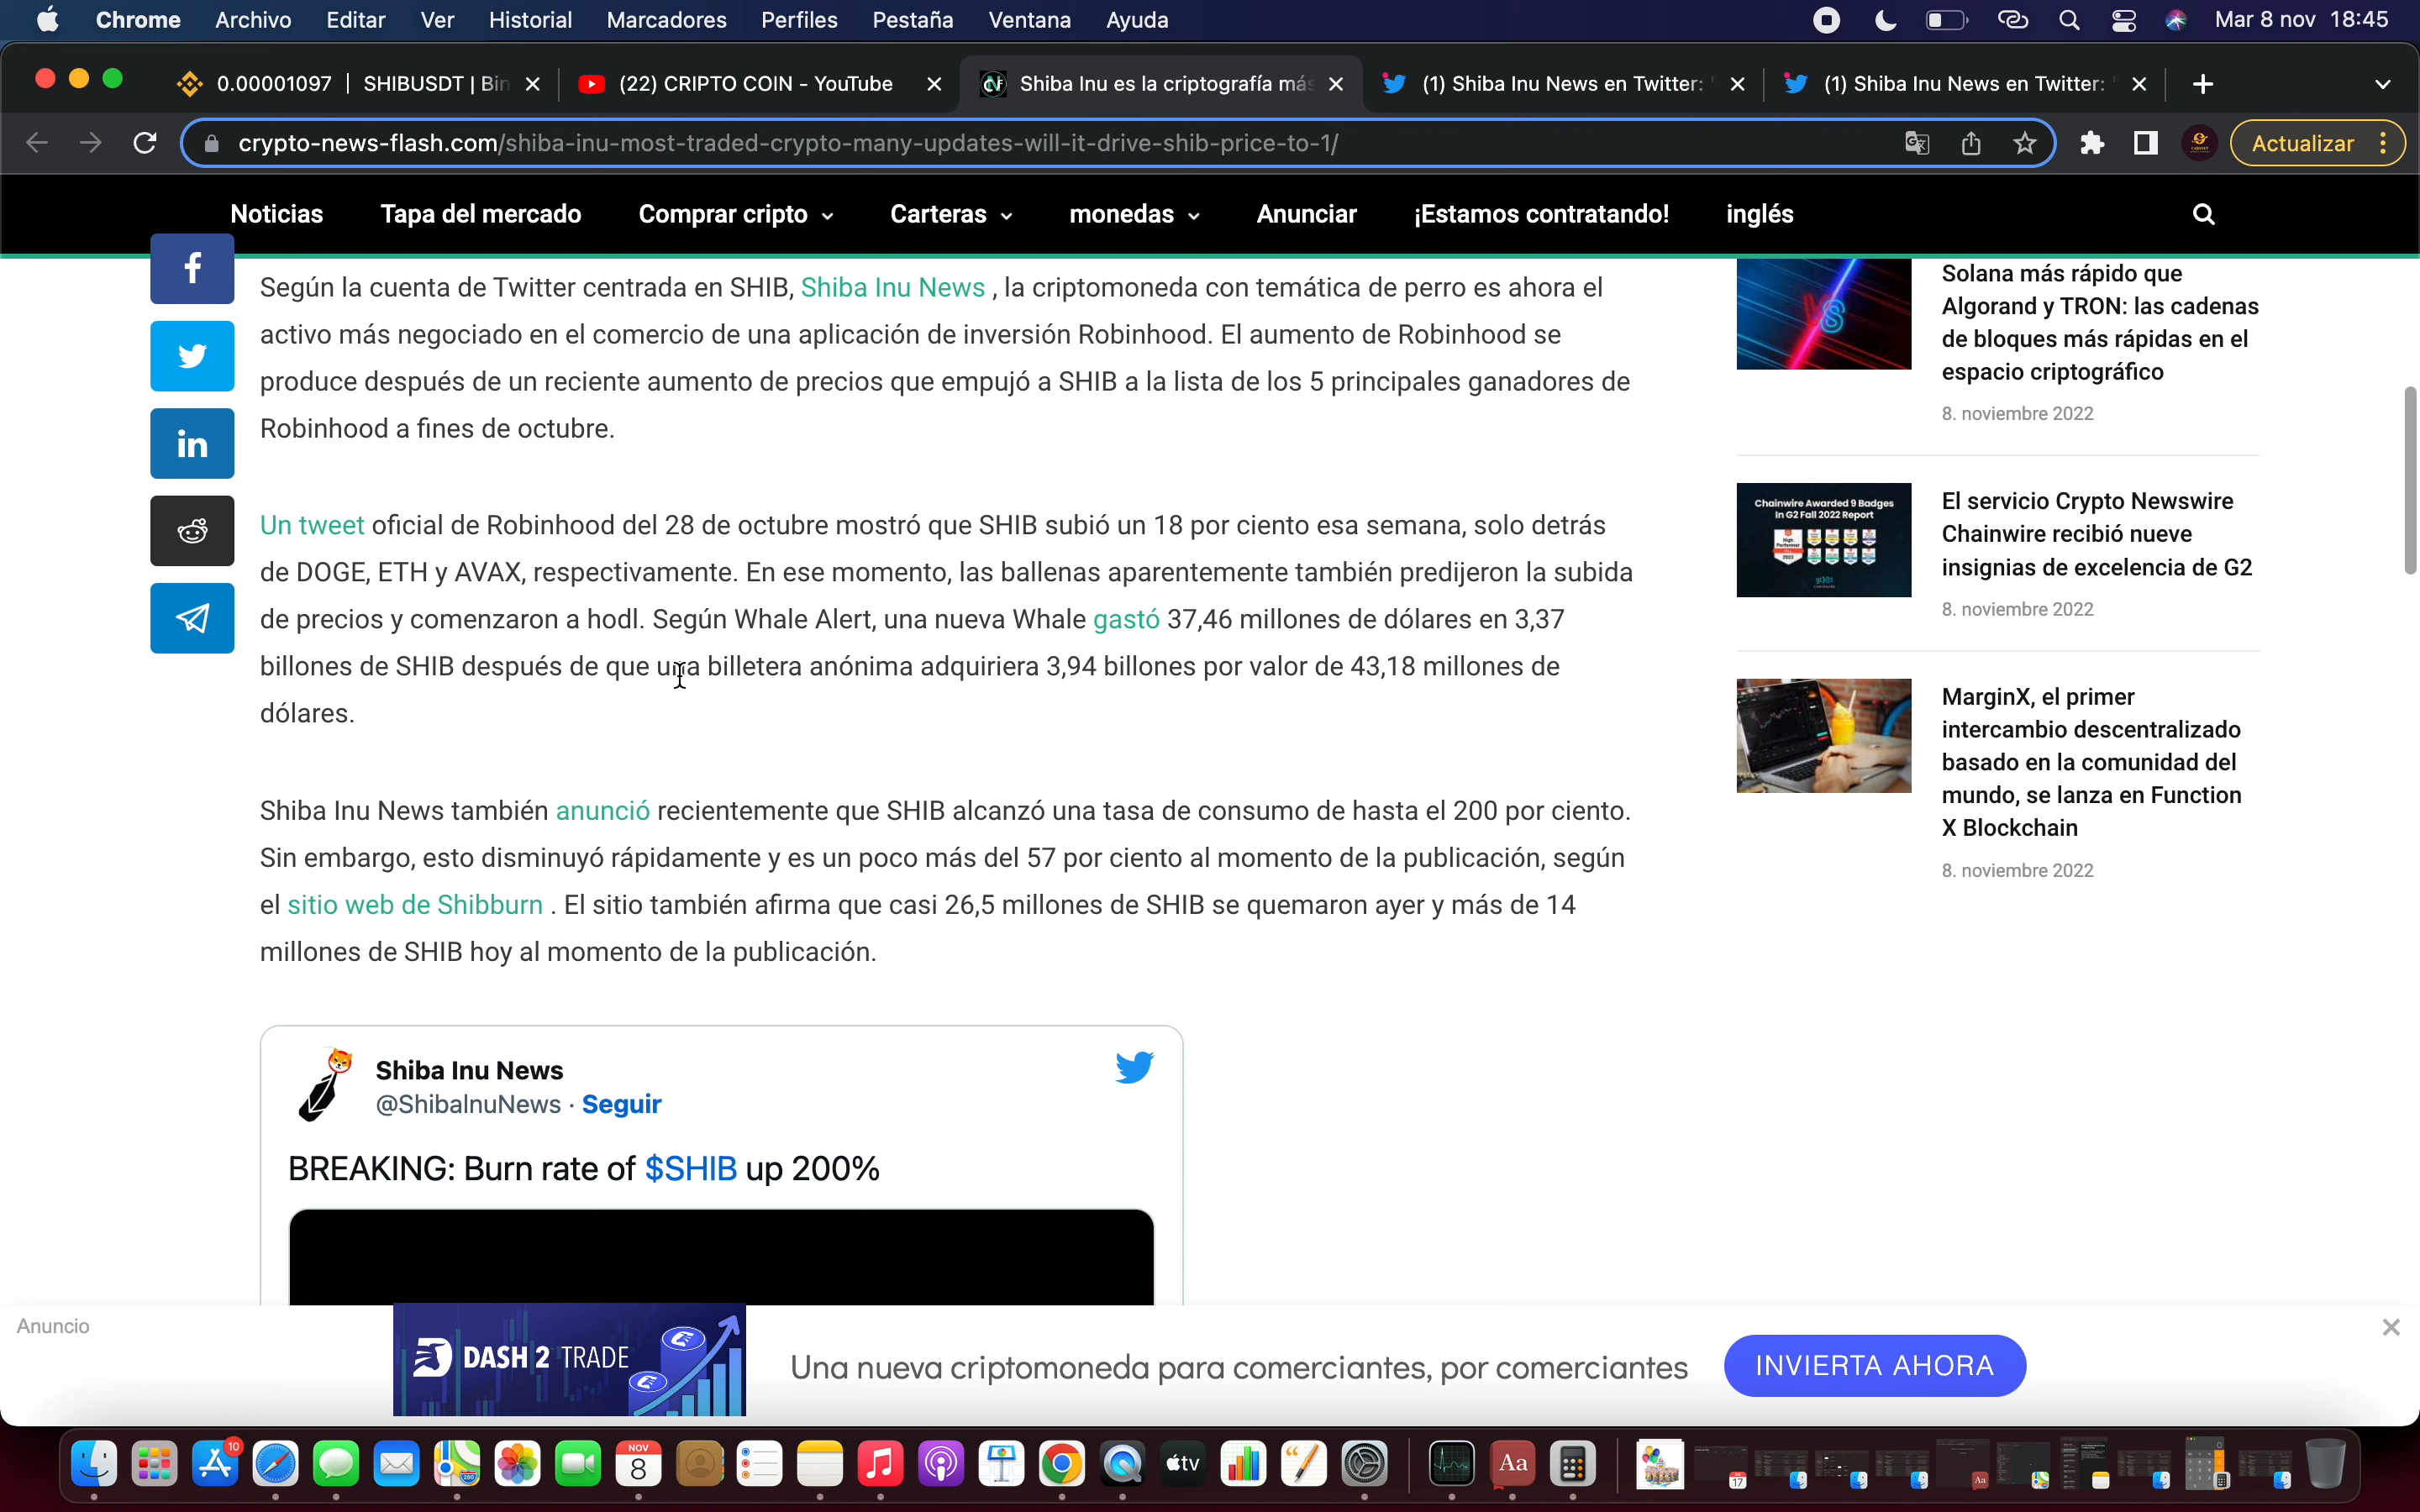 Chrome Archivo Editar Ver Historial Marcadores Perfiles Pestaña Ventana Ayuda Mar 8 nov 18:45
0.00001097 | SHIBUSDT | Bin (22) CRIPTO COIN - YouTube Shiba Inu es la criptografía más (1) Shiba Inu News en Twitter: " (1) Shiba Inu News en Twitter: "
crypto-news-flash.com/shiba-inu-most-traded-crypto-many-updates-will-it-drive-shib-price-to-1/ Actualizar
Noticias Tapa del mercado Comprar cripto Carteras monedas Anunciar ¡Estamos contratando! inglés
Según la cuenta de Twitter centrada en SHIB, Shiba Inu News , la criptomoneda con temática de perro es ahora el
activo más negociado en el comercio de una aplicación de inversión Robinhood. El aumento de Robinhood se
produce después de un reciente aumento de precios que empujó a SHIB a la lista de los 5 principales ganadores de
Robinhood a fines de octubre.
Un tweet oficial de Robinhood del 28 de octubre mostró que SHIB subió un 18 por ciento esa semana, solo detrás
de DOGE, ETH y AVAX, respectivamente. En ese momento, las ballenas aparentemente también predijeron la subida
de precios y comenzaron a hodl. Según Whale Alert, una nueva Whale gastó 37,46 millones de dólares en 3,37
billones de SHIB después de que una billetera anónima adquiriera 3,94 billones por valor de 43,18 millones de
dólares.
Shiba Inu News también anunció recientemente que SHIB alcanzó una tasa de consumo de hasta el 200 por ciento.
Sin embargo, esto disminuyó rápidamente y es un poco más del 57 por ciento al momento de la publicación, según
el sitio web de Shibburn . El sitio también afirma que casi 26,5 millones de SHIB se quemaron ayer y más de 14
millones de SHIB hoy al momento de la publicación.
Shiba Inu News
@ShibaInuNews · Seguir
BREAKING: Burn rate of $SHIB up 200%
VS
Solana más rápido que
Algorand y TRON: las cadenas
de bloques más rápidas en el
espacio criptográfico
8. noviembre 2022
Chainwire Awarded 9 Badges
In G2 Fall 2022 Report
El servicio Crypto Newswire
Chainwire recibió nueve
insignias de excelencia de G2
8. noviembre 2022
MarginX, el primer
intercambio descentralizado
basado en la comunidad del
mundo, se lanza en Function
X Blockchain
8. noviembre 2022
Anuncio
DASH 2 TRADE
Una nueva criptomoneda para comerciantes, por comerciantes
INVIERTA AHORA
10
NOV
8
tv
Aa
17